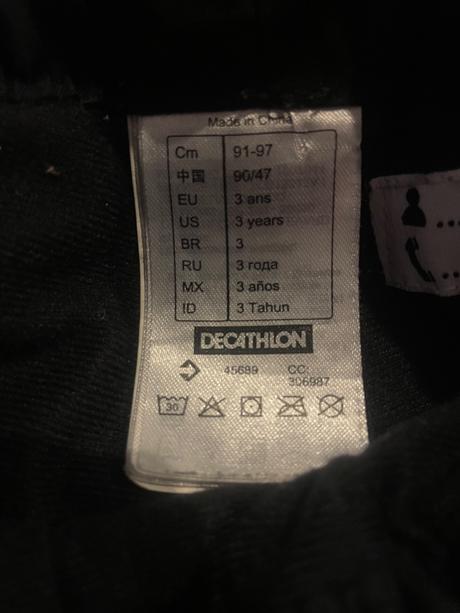 Made in China
Cm 91-97
中国 90/47
EU 3 ans
US 3 years
BR 3
RU 3 года
MX 3 años
ID 3 Tahun
DECATHLON
45689 CC:
306987
30